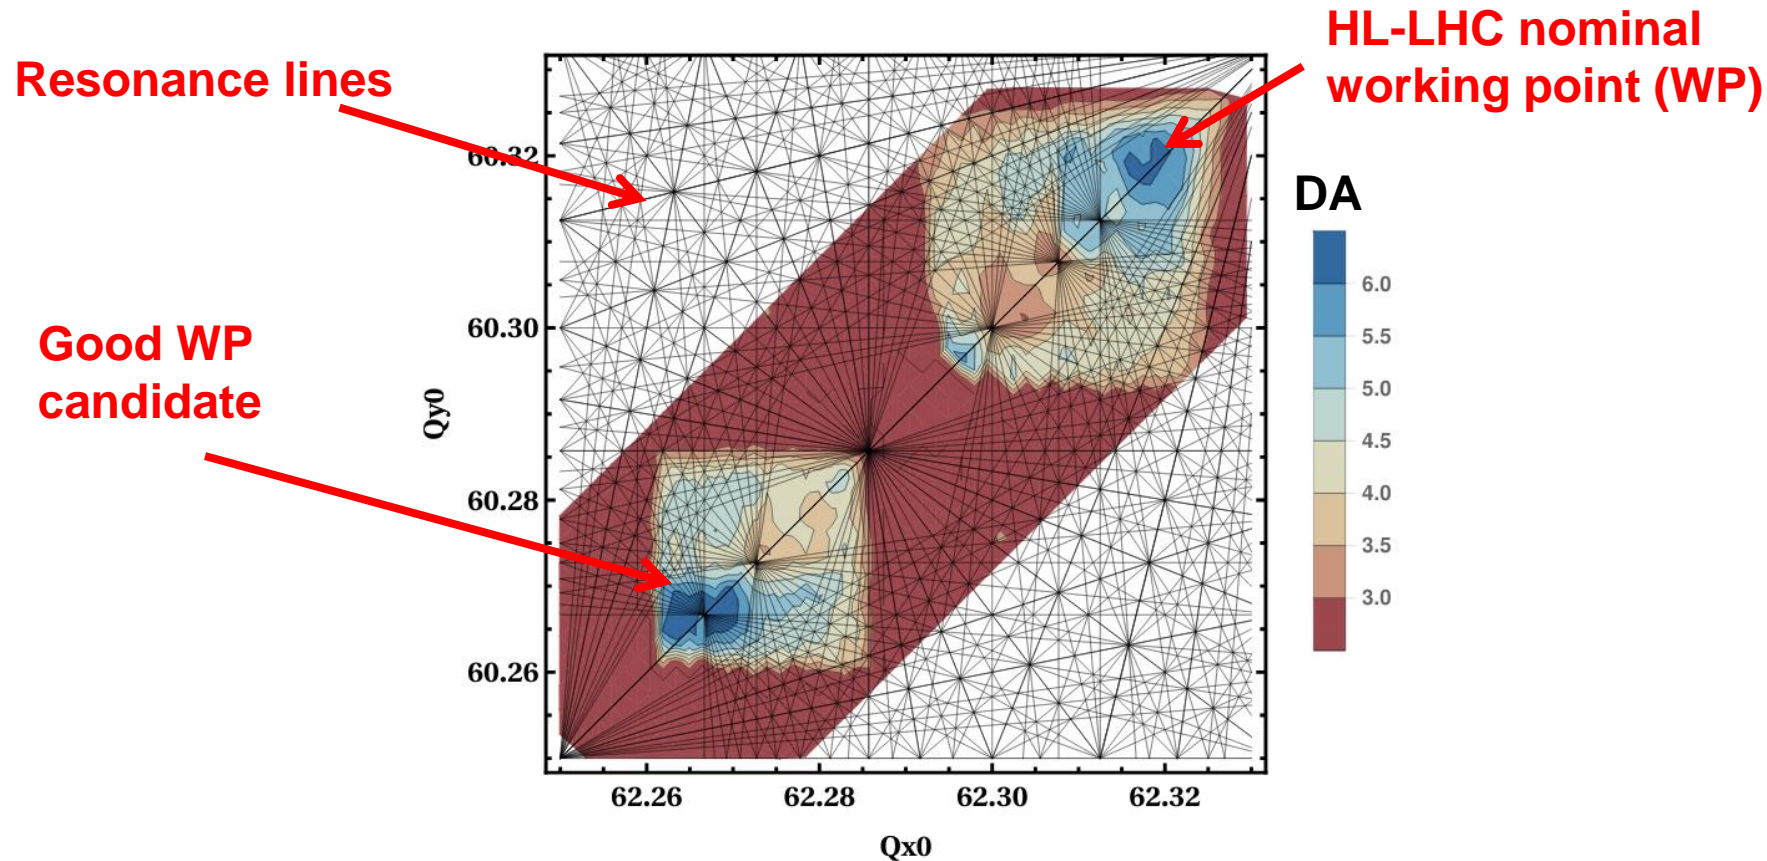 HL-LHC nominal
working point (WP)
Resonance lines
Good WP
candidate
DA
6.0
5.5
5.0
4.5
4.0
3.5
3.0
Qy0
60.32
60.30
60.28
60.26
62.26 62.28 62.30 62.32
Qx0